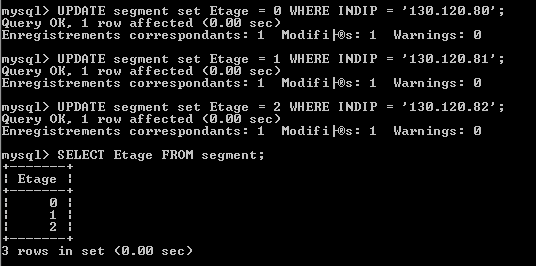 mysql> UPDATE segment set Etage = 0 WHERE INDIP = '130.120.80';
Query OK, 1 row affected (0.00 sec)
Enregistrements correspondants: 1  Modifi├®s: 1  Warnings: 0
mysql> UPDATE segment set Etage = 1 WHERE INDIP = '130.120.81';
Query OK, 1 row affected (0.00 sec)
Enregistrements correspondants: 1  Modifi├®s: 1  Warnings: 0
mysql> UPDATE segment set Etage = 2 WHERE INDIP = '130.120.82';
Query OK, 1 row affected (0.00 sec)
Enregistrements correspondants: 1  Modifi├®s: 1  Warnings: 0
mysql> SELECT Etage FROM segment;
+-------+
| Etage |
+-------+
|     0 |
|     1 |
|     2 |
+-------+
3 rows in set (0.00 sec)